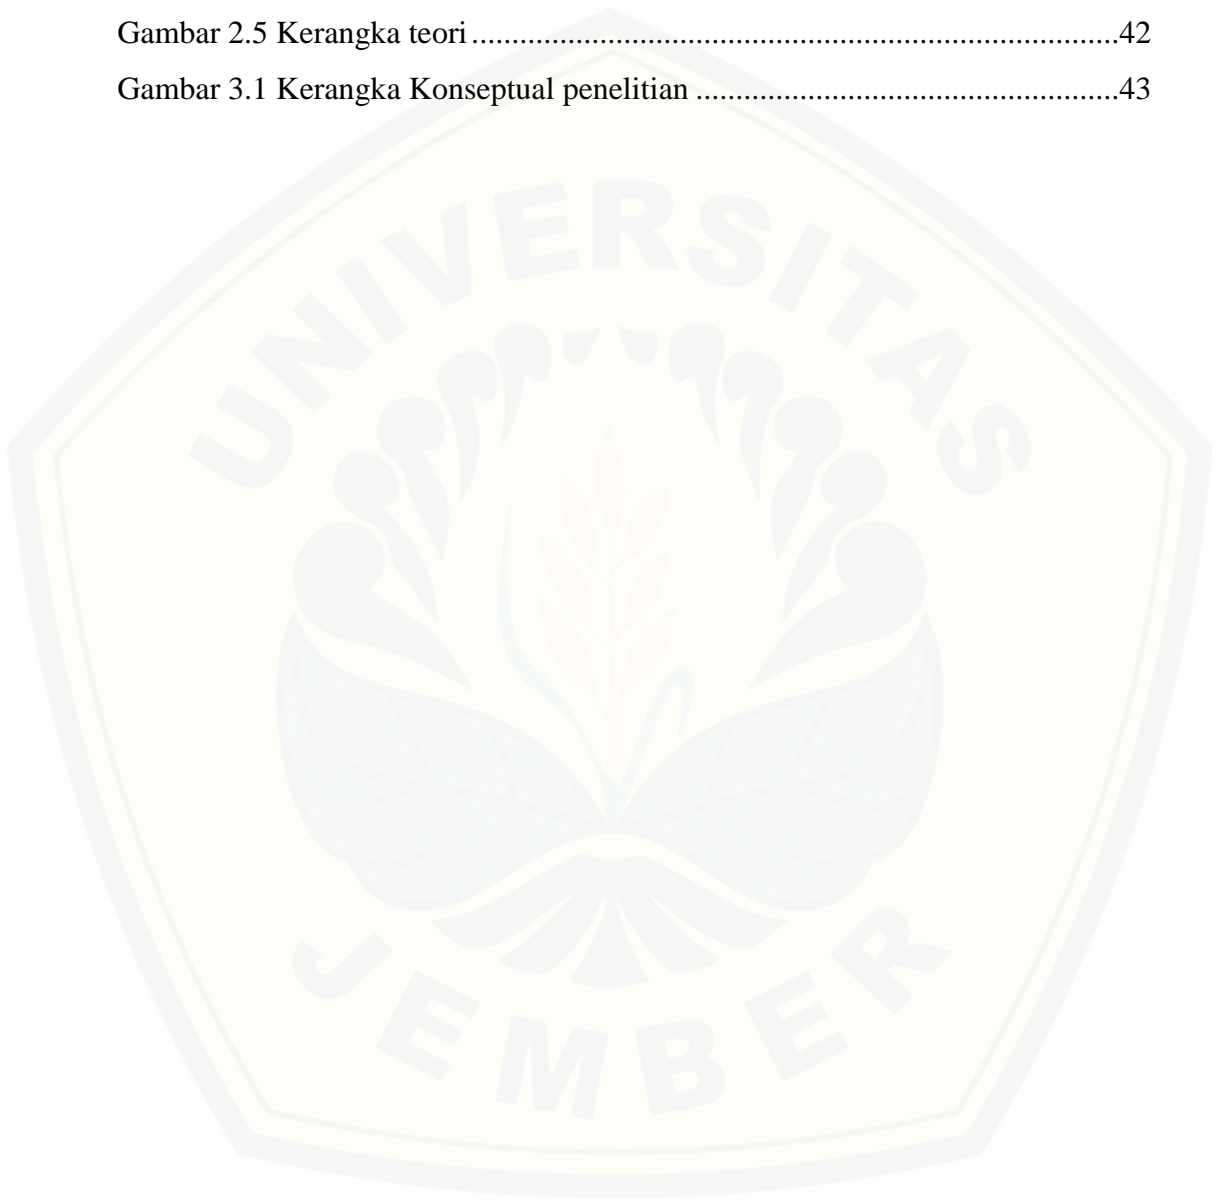 Gambar 2.5 Kerangka teori................................................................................42
Gambar 3.1 Kerangka Konseptual penelitian ....................................................43
UNIVERSITAS
JEMBER